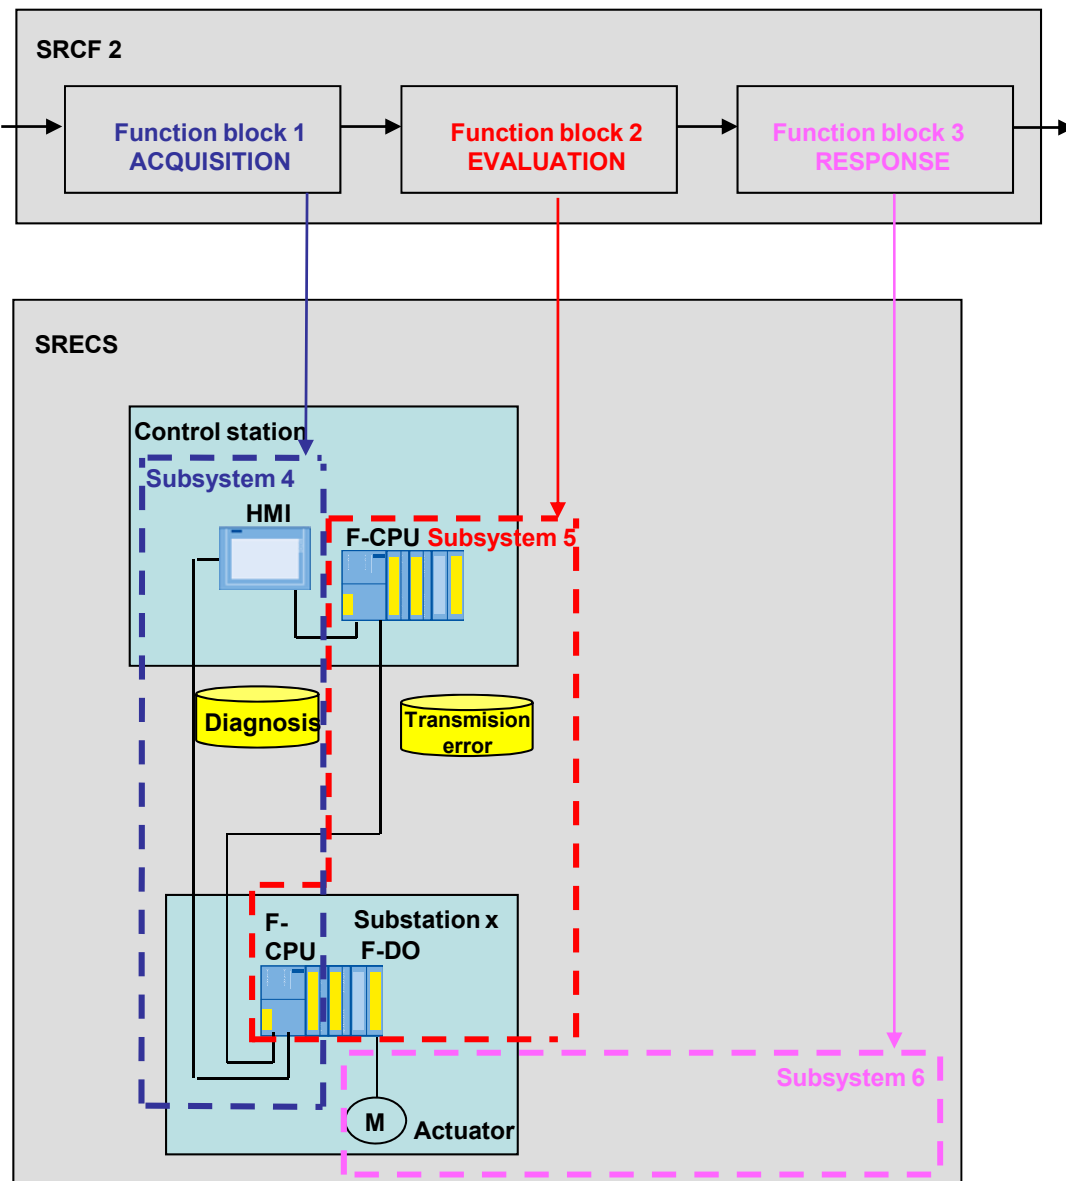 SRCF 2
Function block 1
ACQUISITION
Function block 2
EVALUATION
Function block 3
RESPONSE
SRECS
Control station
Subsystem 4
HMI
F-CPU
Subsystem 5
Diagnosis
Transmision
error
F-
CPU
Substation x
F-DO
Subsystem 6
M
Actuator